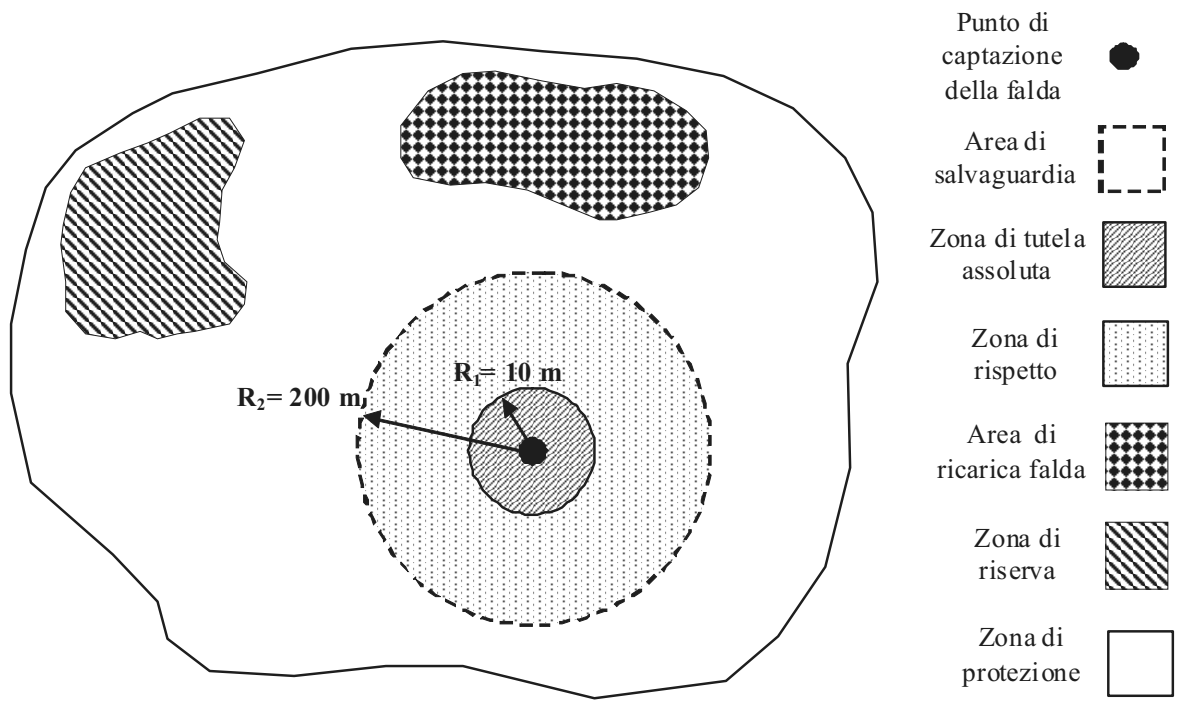 R₁= 10 m
R₂= 200 m
Punto di
captazione
della falda
Area di
salvaguardia
Zona di tutela
assoluta
Zona di
rispetto
Area di
ricarica falda
Zona di
riserva
Zona di
protezione